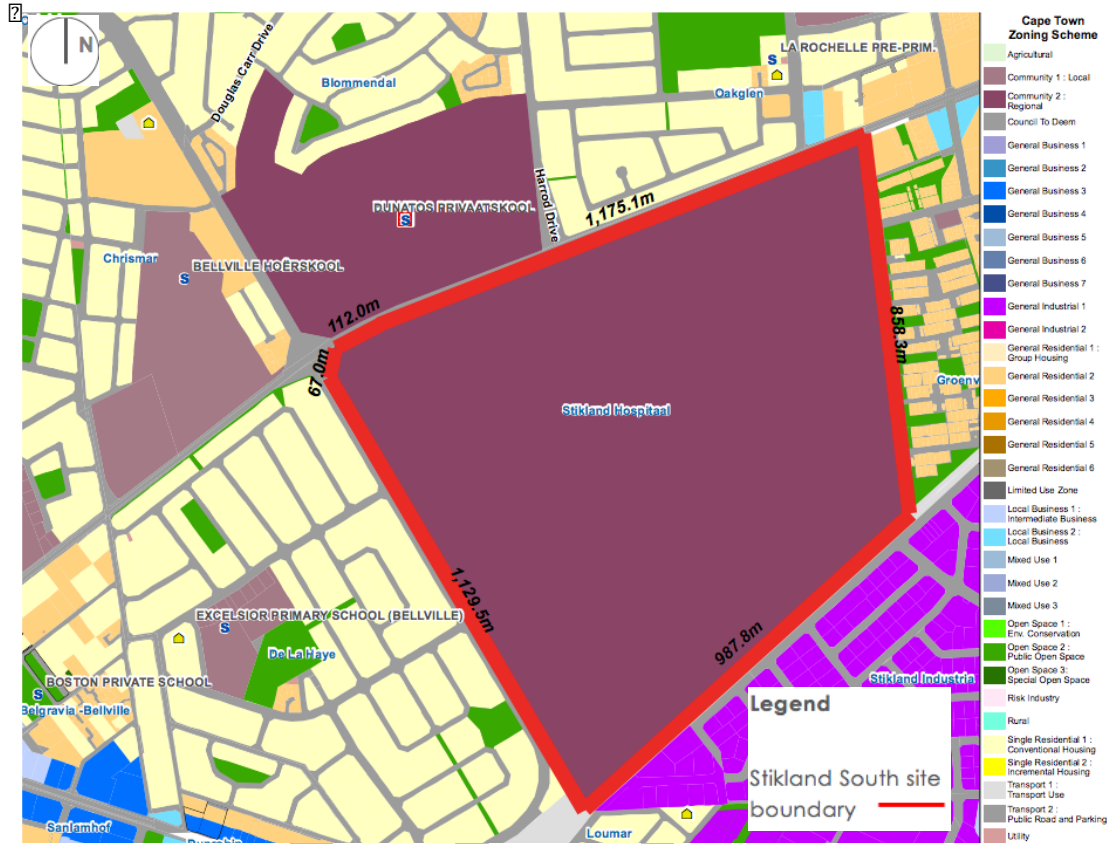 N
Douglas Carr Drive
Blommendal
LA ROCHELLE PRE-PRIM.
S
Oakglen
DUNATOS PRIVAATSKOOL
S
Harrod Drive
1,175.1m
Chrismar
BELLVILLE HOËRSKOOL
S
112.0m
67.0m
858.3m
Stikland Hospitaal
Groenv
1,129.5m
987.8m
EXCELSIOR PRIMARY SCHOOL (BELLVILLE)
S
De La Haye
BOSTON PRIVATE SCHOOL
S
Belgravia -Bellville
Stikland Industria
Sanlamhof
Loumar
Legend
Stikland South site
boundary
Cape Town
Zoning Scheme
Agricultural
Community 1 : Local
Community 2 :
Regional
Council To Deem
General Business 1
General Business 2
General Business 3
General Business 4
General Business 5
General Business 6
General Business 7
General Industrial 1
General Industrial 2
General Residential 1 :
Group Housing
General Residential 2
General Residential 3
General Residential 4
General Residential 5
General Residential 6
Limited Use Zone
Local Business 1 :
Intermediate Business
Local Business 2 :
Local Business
Mixed Use 1
Mixed Use 2
Mixed Use 3
Open Space 1 :
Env. Conservation
Open Space 2 :
Public Open Space
Open Space 3:
Special Open Space
Risk Industry
Rural
Single Residential 1 :
Conventional Housing
Single Residential 2 :
Incremental Housing
Transport 1 :
Transport Use
Transport 2 :
Public Road and Parking
Utility